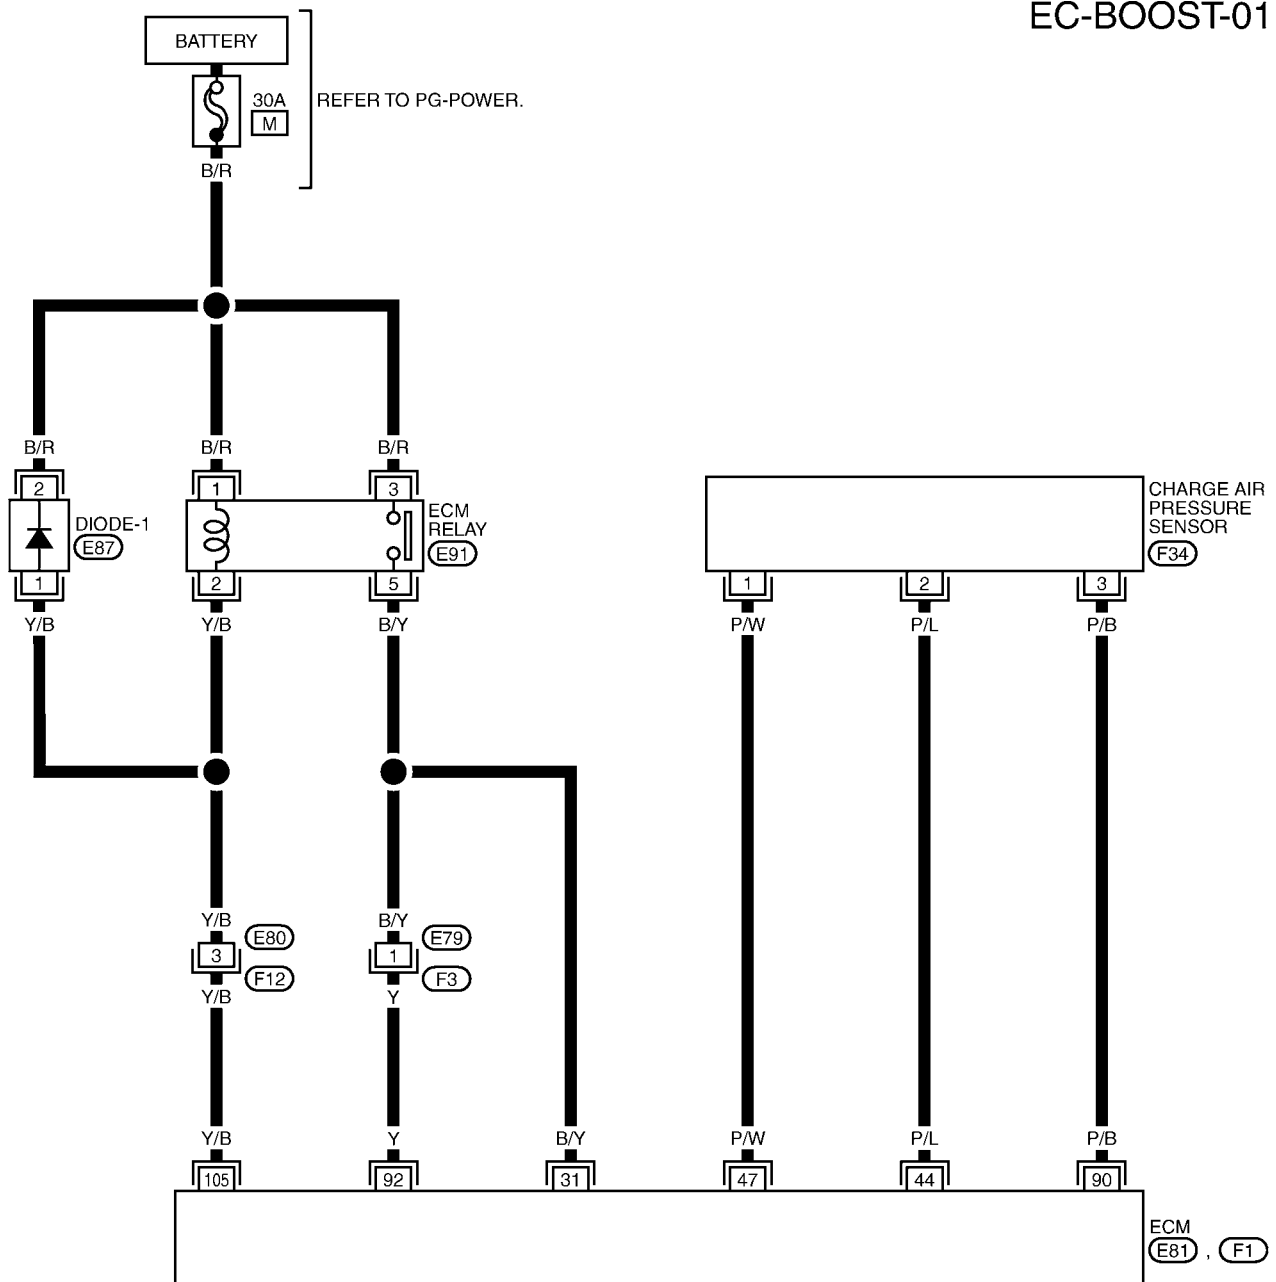 EC-BOOST-01
BATTERY
30A
M
REFER TO PG-POWER.
B/R
B/R B/R B/R
2 1 3
DIODE-1
E87
ECM
RELAY
E91
CHARGE AIR
PRESSURE
SENSOR
F34
1 2 5 1 2 3
Y/B Y/B B/Y P/W P/L P/B
Y/B B/Y
E80 E79
3 1
F12 F3
Y/B Y
Y/B Y B/Y P/W P/L P/B
105 92 31 47 44 90
ECM
E81 , F1